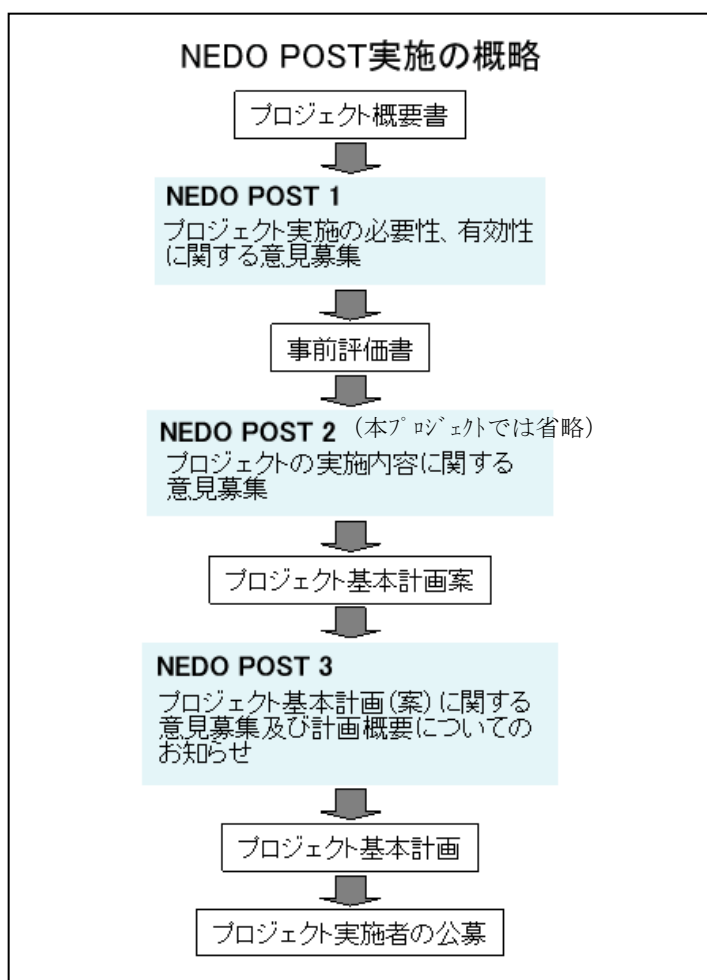 NEDO POST実施の概略
プロジェクト概要書
NEDO POST 1
プロジェクト実施の必要性、有効性
に関する意見募集
事前評価書
NEDO POST 2 (本ﾌﾟﾛｼﾞｪｸﾄでは省略)
プロジェクトの実施内容に関する
意見募集
プロジェクト基本計画案
NEDO POST 3
プロジェクト基本計画(案)に関する
意見募集及び計画概要についての
お知らせ
プロジェクト基本計画
プロジェクト実施者の公募